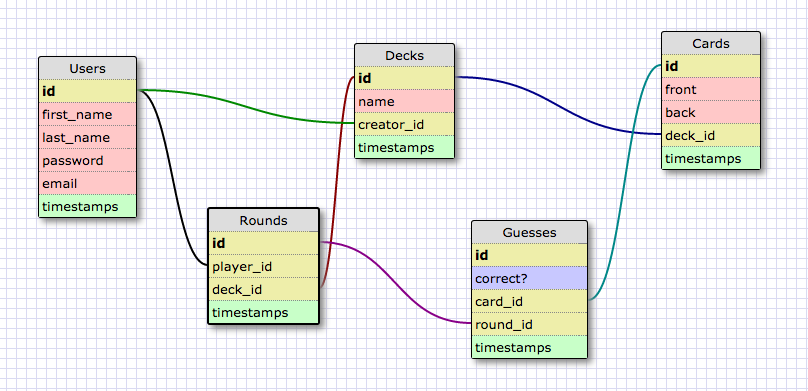 Users
id
first_name
last_name
password
email
timestamps
Decks
id
name
creator_id
timestamps
Cards
id
front
back
deck_id
timestamps
Rounds
id
player_id
deck_id
timestamps
Guesses
id
correct?
card_id
round_id
timestamps